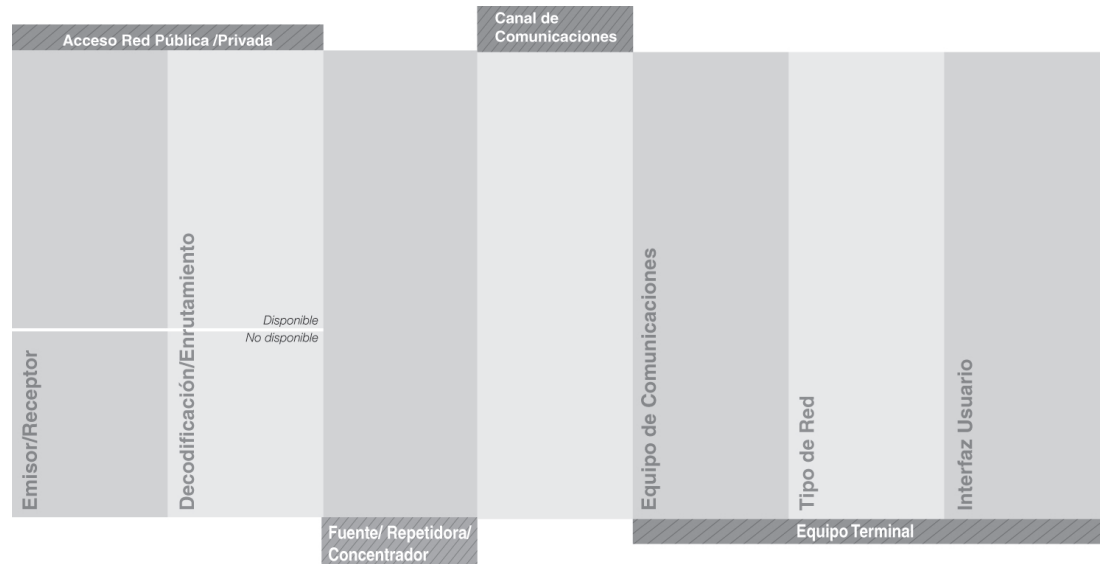 Acceso Red Pública /Privada
Canal de
Comunicaciones
Emisor/Receptor
Decodificación/Enrutamiento
Disponible
No disponible
Equipo de Comunicaciones
Tipo de Red
Interfaz Usuario
Fuente/ Repetidora/
Concentrador
Equipo Terminal